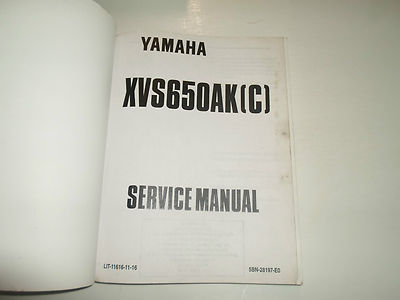 YAMAHA
XVS650AK(C)
SERVICE MANUAL
LIT-11616-11-16
5BN-28197-E0